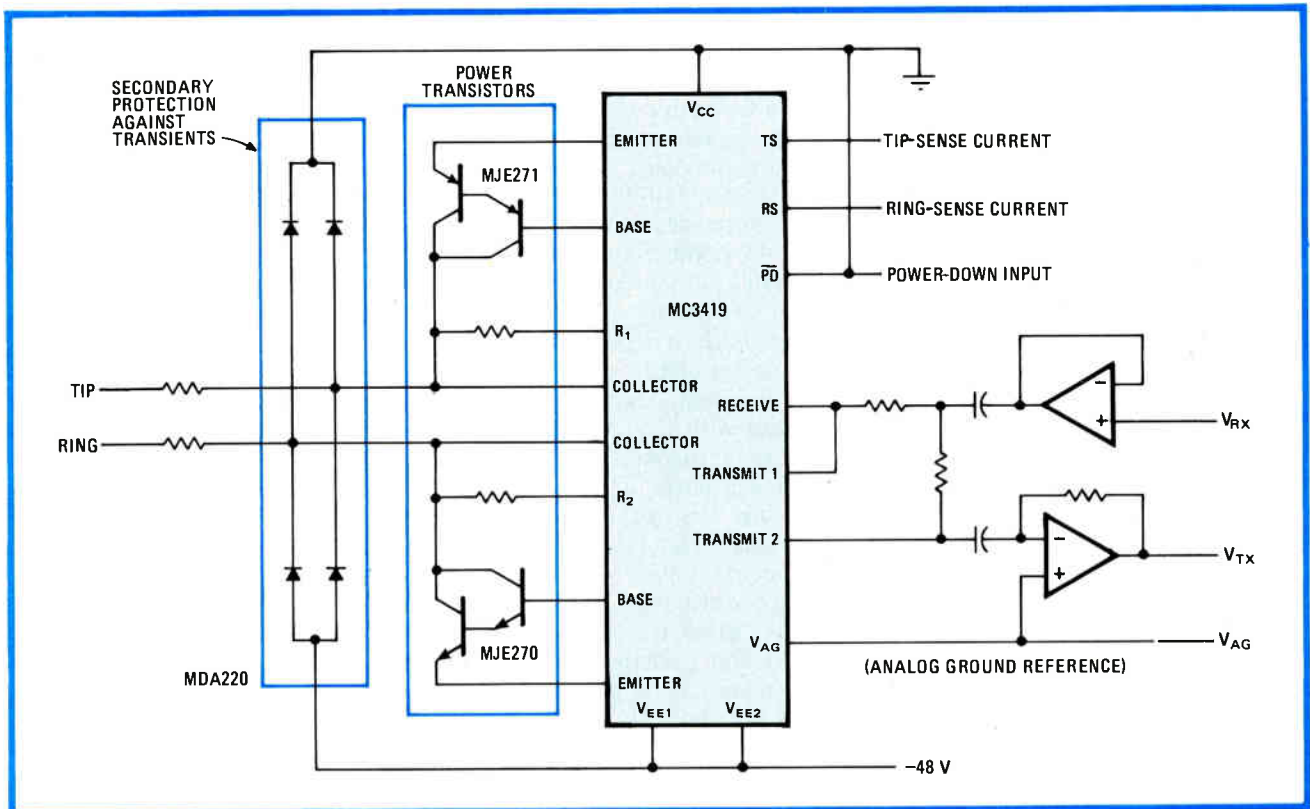 SECONDARY
PROTECTION
AGAINST
TRANSIENTS
POWER
TRANSISTORS
VCC
EMITTER
TS
TIP-SENSE CURRENT
MJE271
RS
RING-SENSE CURRENT
BASE
PD
POWER-DOWN INPUT
MC3419
R1
TIP
COLLECTOR
RECEIVE
-
+
VRX
RING
COLLECTOR
TRANSMIT 1
R2
TRANSMIT 2
-
+
VTX
BASE
MJE270
VAG
VAG
(ANALOG GROUND REFERENCE)
MDA220
EMITTER
VEE1
VEE2
-48 V